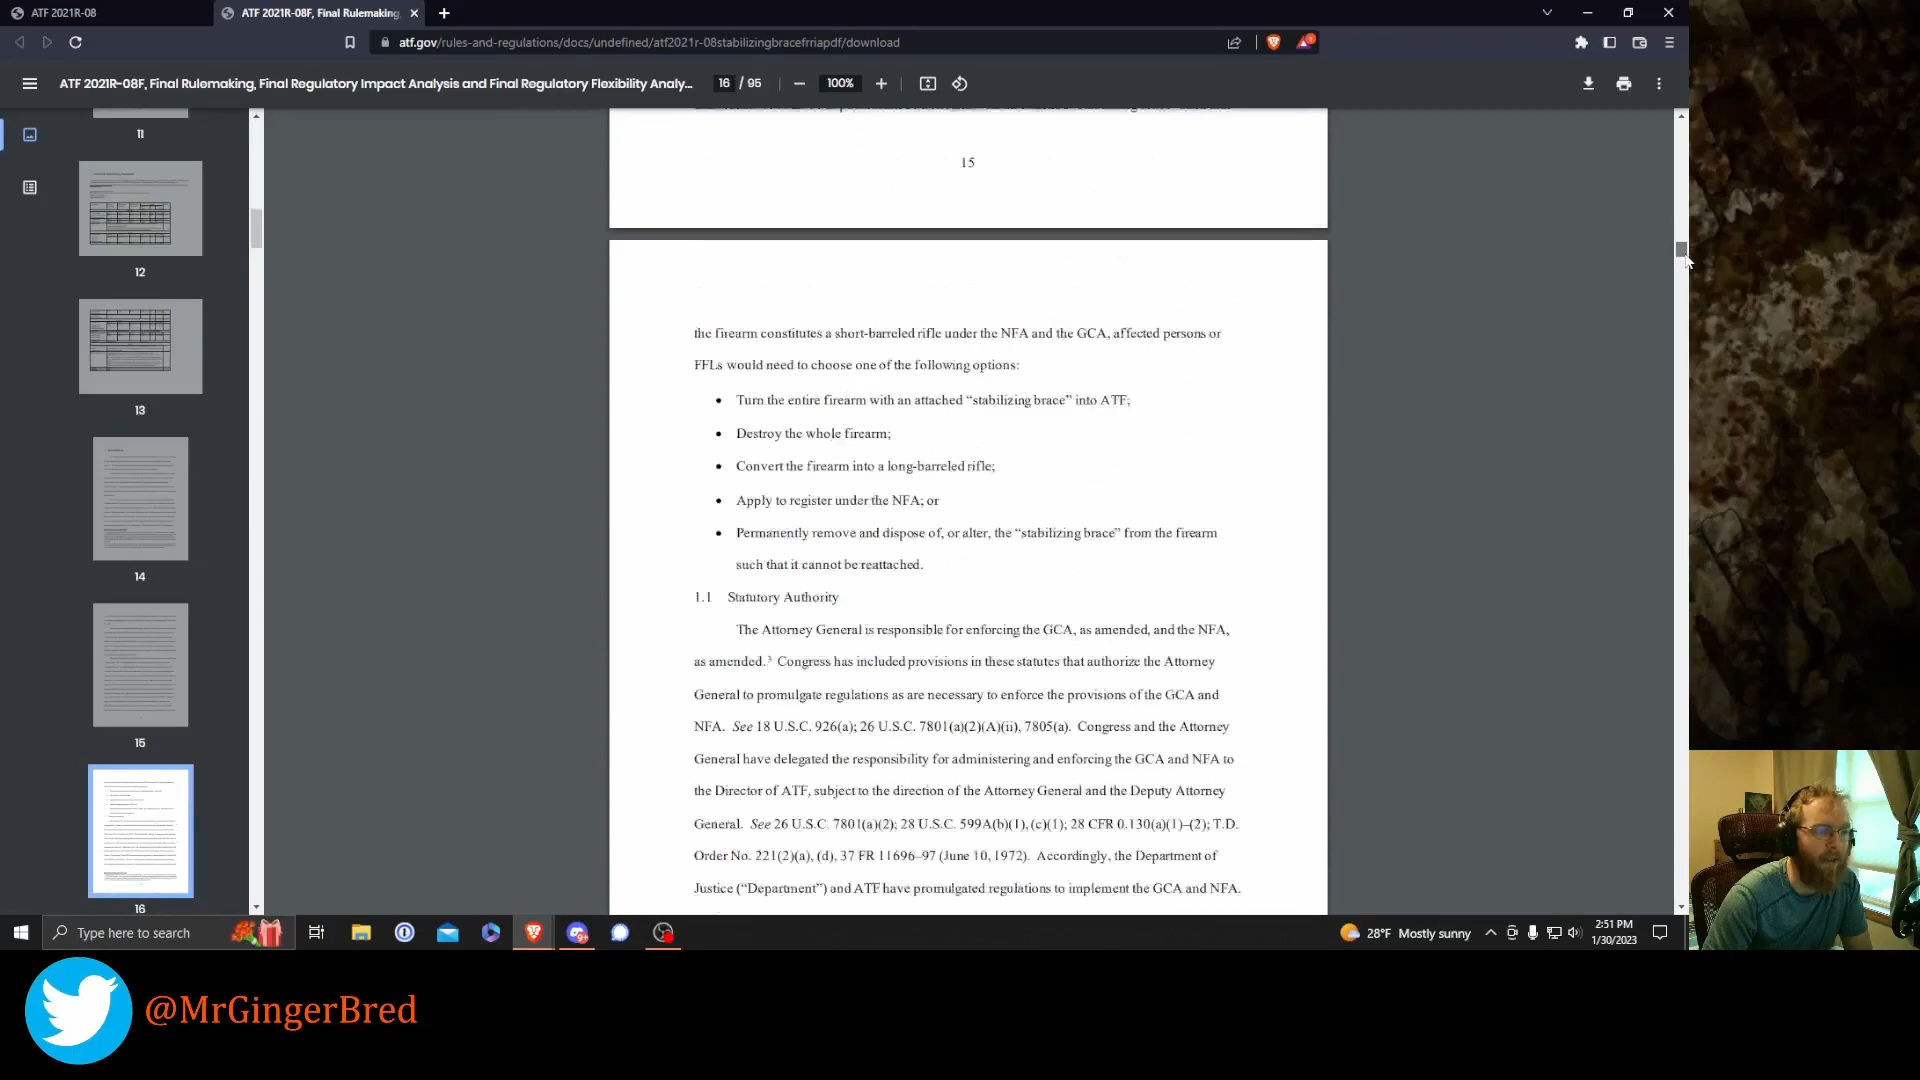 ATF 2021R-08
ATF 2021R-08F, Final Rulemaking,
atf.gov/rules-and-regulations/docs/undefined/atf2021r-08stabilizingbracefrriapdf/download
ATF 2021R-08F, Final Rulemaking, Final Regulatory Impact Analysis and Final Regulatory Flexibility Analy...
16 / 95
100%
11
12
13
14
15
16
15
the firearm constitutes a short-barreled rifle under the NFA and the GCA, affected persons or
FFLs would need to choose one of the following options:
• Turn the entire firearm with an attached “stabilizing brace” into ATF;
• Destroy the whole firearm;
• Convert the firearm into a long-barreled rifle;
• Apply to register under the NFA; or
• Permanently remove and dispose of, or alter, the “stabilizing brace” from the firearm
such that it cannot be reattached.
1.1 Statutory Authority
The Attorney General is responsible for enforcing the GCA, as amended, and the NFA,
as amended.3 Congress has included provisions in these statutes that authorize the Attorney
General to promulgate regulations as are necessary to enforce the provisions of the GCA and
NFA. See 18 U.S.C. 926(a); 26 U.S.C. 7801(a)(2)(A)(ii), 7805(a). Congress and the Attorney
General have delegated the responsibility for administering and enforcing the GCA and NFA to
the Director of ATF, subject to the direction of the Attorney General and the Deputy Attorney
General. See 26 U.S.C. 7801(a)(2); 28 U.S.C. 599A(b)(1), (c)(1); 28 CFR 0.130(a)(1)–(2); T.D.
Order No. 221(2)(a), (d), 37 FR 11696–97 (June 10, 1972). Accordingly, the Department of
Justice (“Department”) and ATF have promulgated regulations to implement the GCA and NFA.
Type here to search
28°F Mostly sunny
2:51 PM
1/30/2023
@MrGingerBred